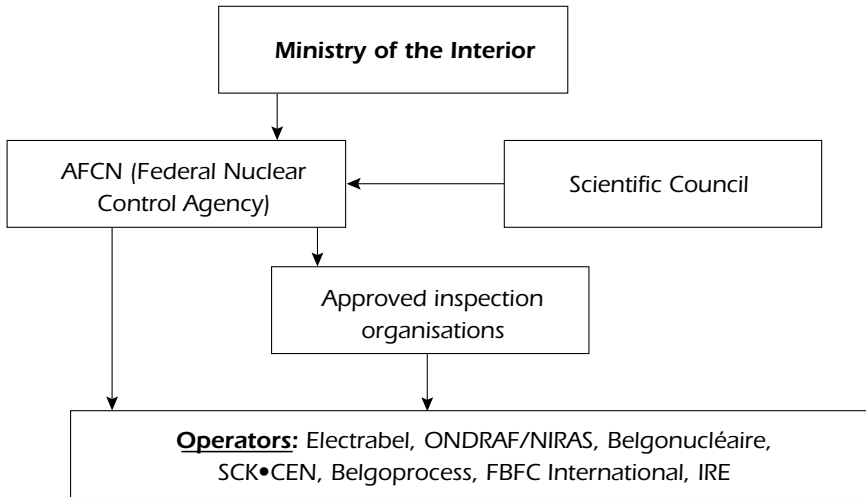 Ministry of the Interior
AFCN (Federal Nuclear
Control Agency)
Scientific Council
Approved inspection
organisations
Operators: Electrabel, ONDRAF/NIRAS, Belgonucléaire,
SCK•CEN, Belgoprocess, FBFC International, IRE